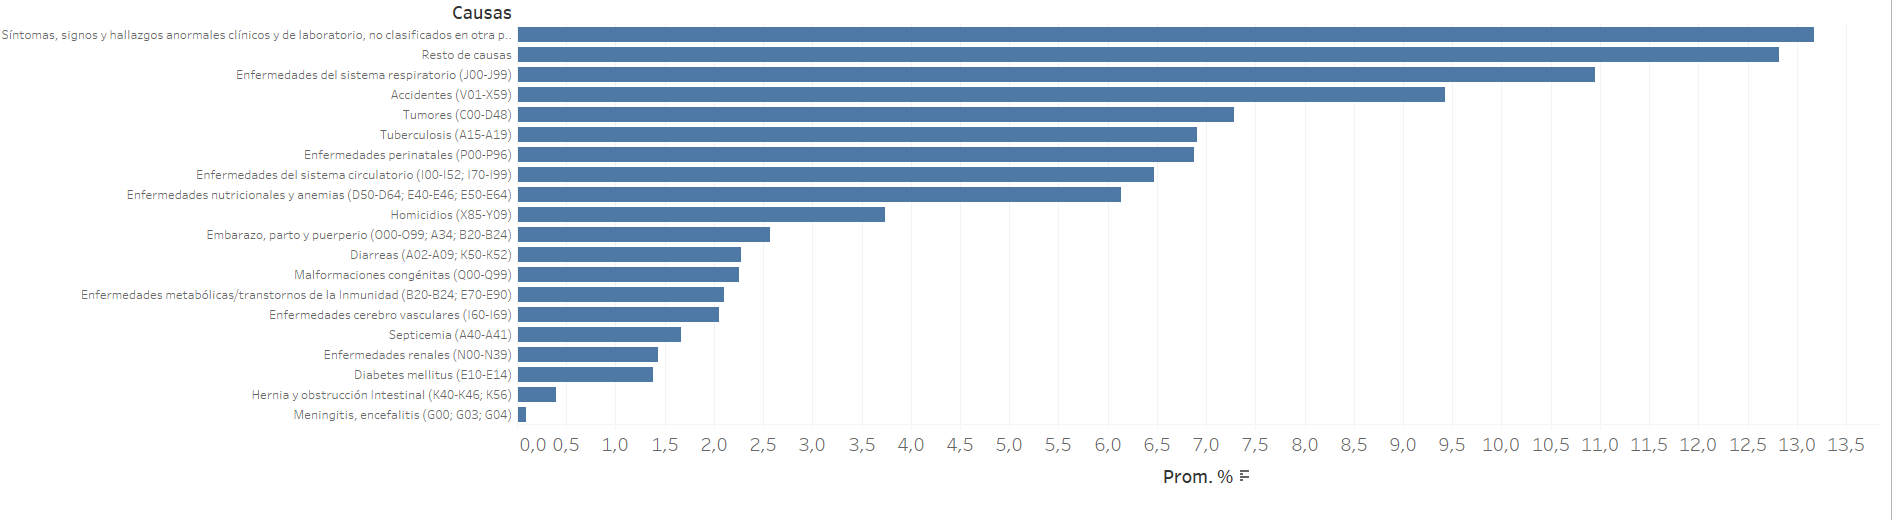 Causas
Síntomas, signos y hallazgos anormales clínicos y de laboratorio, no clasificados en otra p..
Resto de causas
Enfermedades del sistema respiratorio (J00-J99)
Accidentes (V01-X59)
Tumores (C00-D48)
Tuberculosis (A15-A19)
Enfermedades perinatales (P00-P96)
Enfermedades del sistema circulatorio (I00-I52; I70-I99)
Enfermedades nutricionales y anemias (D50-D64; E40-E46; E50-E64)
Homicidios (X85-Y09)
Embarazo, parto y puerperio (O00-O99; A34; B20-B24)
Diarreas (A02-A09; K50-K52)
Malformaciones congénitas (Q00-Q99)
Enfermedades metabólicas/transtornos de la Inmunidad (B20-B24; E70-E90)
Enfermedades cerebro vasculares (I60-I69)
Septicemia (A40-A41)
Enfermedades renales (N00-N39)
Diabetes mellitus (E10-E14)
Hernia y obstrucción Intestinal (K40-K46; K56)
Meningitis, encefalitis (G00; G03; G04)
0,0 0,5 1,0 1,5 2,0 2,5 3,0 3,5 4,0 4,5 5,0 5,5 6,0 6,5 7,0 7,5 8,0 8,5 9,0 9,5 10,0 10,5 11,0 11,5 12,0 12,5 13,0 13,5
Prom. %